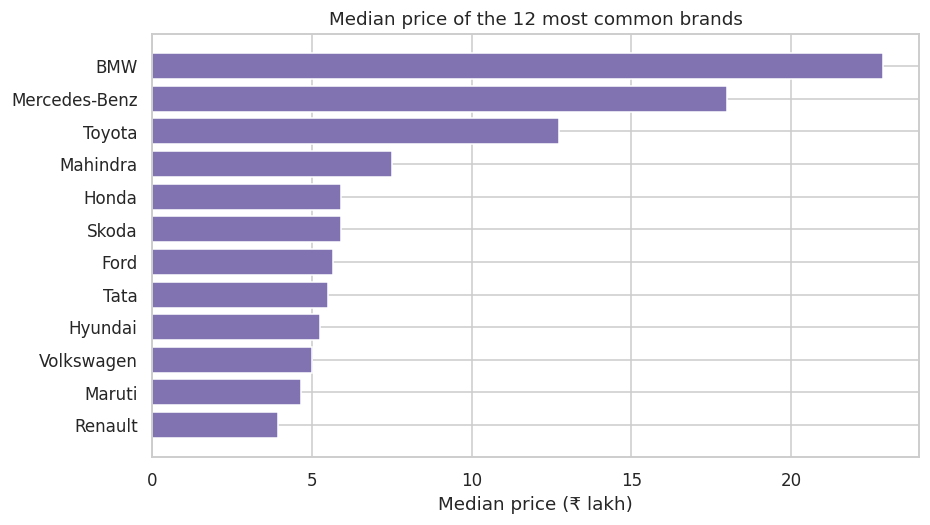 Median price of the 12 most common brands
BMW
Mercedes-Benz
Toyota
Mahindra
Honda
Skoda
Ford
Tata
Hyundai
Volkswagen
Maruti
Renault
0 5 10 15 20
Median price (₹ lakh)